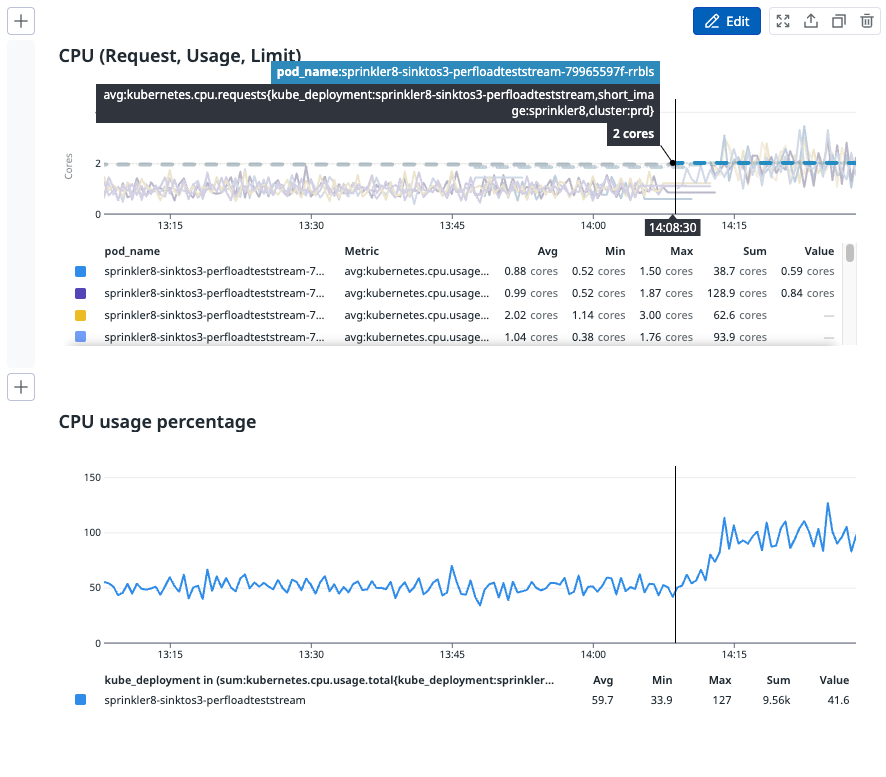 Edit
CPU (Request, Usage, Limit)
pod_name:sprinkler8-sinktos3-perfloadteststream-79965597f-rrbls
avg:kubernetes.cpu.requests{kube_deployment:sprinkler8-sinktos3-perfloadteststream,short_ima
ge:sprinkler8,cluster:prd}
2 cores
Cores
2
0
13:15 13:30 13:45 14:00 14:15
14:08:30
pod_name Metric Avg Min Max Sum Value
sprinkler8-sinktos3-perfloadteststream-7... avg:kubernetes.cpu.usage... 0.88 cores 0.52 cores 1.50 cores 38.7 cores 0.59 cores
sprinkler8-sinktos3-perfloadteststream-7... avg:kubernetes.cpu.usage... 0.99 cores 0.52 cores 1.87 cores 128.9 cores 0.84 cores
sprinkler8-sinktos3-perfloadteststream-7... avg:kubernetes.cpu.usage... 2.02 cores 1.14 cores 3.00 cores 62.6 cores —
sprinkler8-sinktos3-perfloadteststream-7... avg:kubernetes.cpu.usage... 1.04 cores 0.38 cores 1.76 cores 93.9 cores —
CPU usage percentage
150
100
50
0
13:15 13:30 13:45 14:00 14:15
kube_deployment in (sum:kubernetes.cpu.usage.total{kube_deployment:sprinkler... Avg Min Max Sum Value
sprinkler8-sinktos3-perfloadteststream 59.7 33.9 127 9.56k 41.6